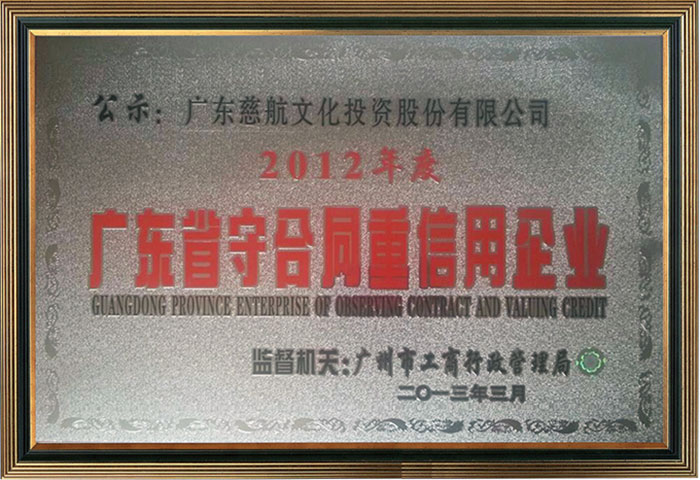 公示：广东慈航文化投资股份有限公司
2012年度
广东省守合同重信用企业
GUANGDONG PROVINCE ENTERPRISE OF OBSERVING CONTRACT AND VALUING CREDIT
监督机关：广州市工商行政管理局
二〇一三年三月